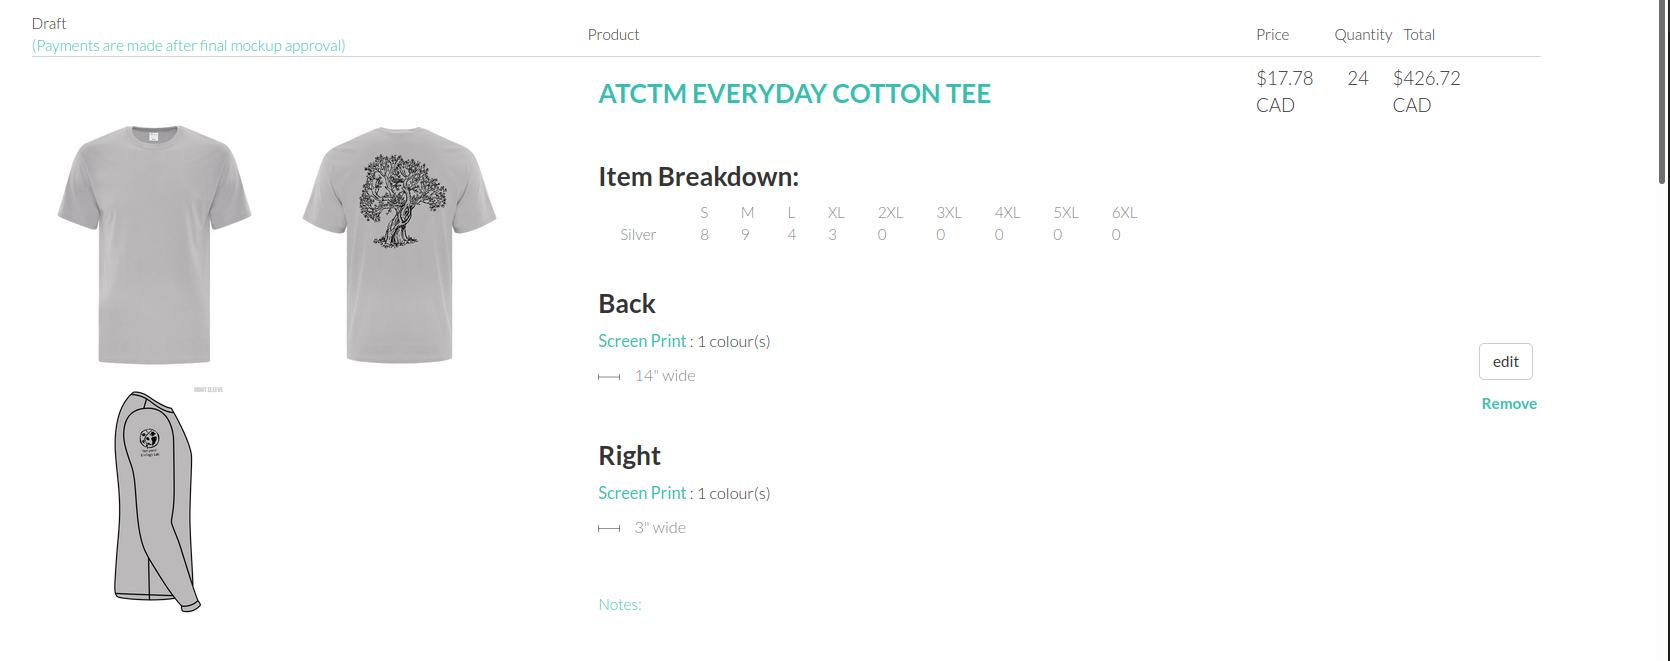 Draft
(Payments are made after final mockup approval)
Product
Price Quantity Total
ATCTM EVERYDAY COTTON TEE
$17.78 CAD 24 $426.72 CAD
Item Breakdown:
S M L XL 2XL 3XL 4XL 5XL 6XL
Silver 8 9 4 3 0 0 0 0 0
Back
Screen Print : 1 colour(s)
14" wide
edit
Remove
RIGHT SLEEVE
Right
Screen Print : 1 colour(s)
3" wide
Notes: